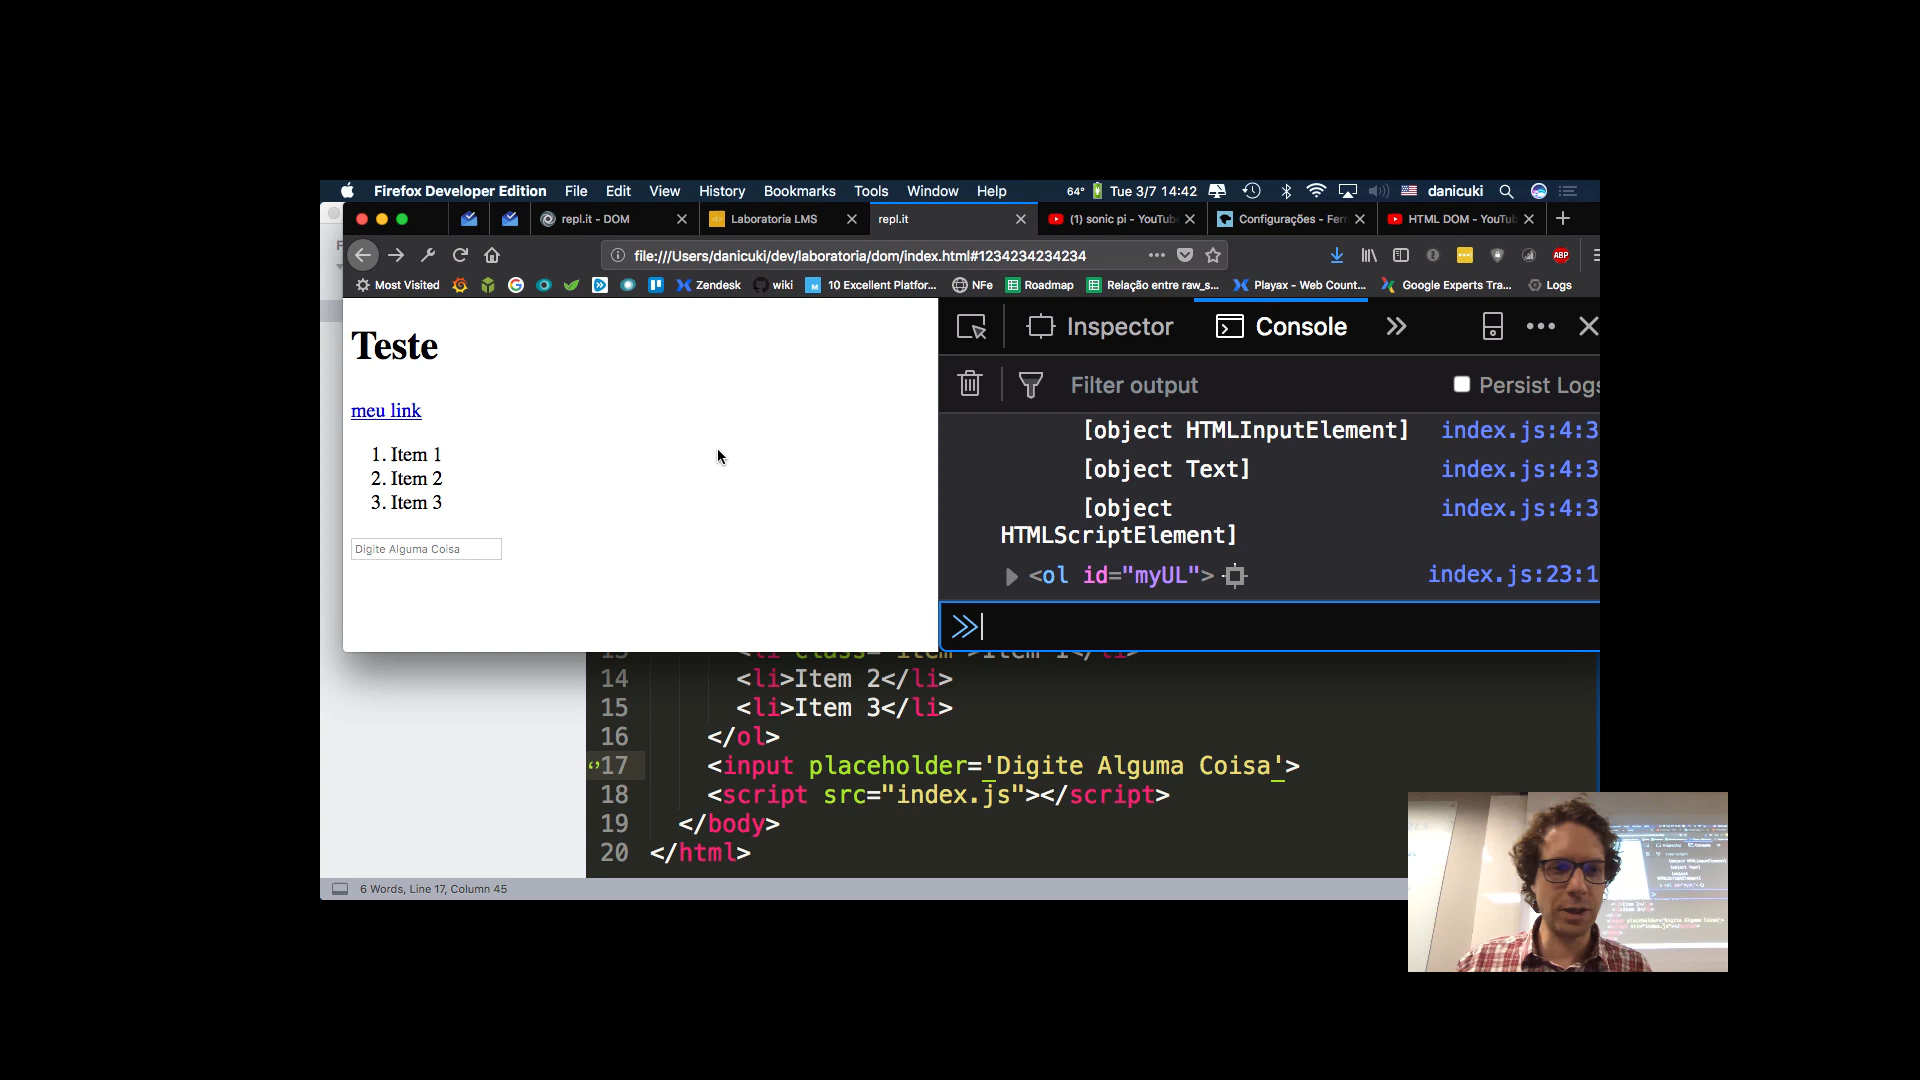 Firefox Developer Edition File Edit View History Bookmarks Tools Window Help 64° Tue 3/7 14:42 danicuki
repl.it - DOM Laboratoria LMS repl.it (1) sonic pi - YouTub Configurações - Fer HTML DOM - YouTub
file:///Users/danicuki/dev/laboratoria/dom/index.html#1234234234234 ABP
Most Visited Zendesk wiki 10 Excellent Platfor... NFe Roadmap Relação entre raw_s... Playax - Web Count... Google Experts Tra... Logs
Teste
meu link
1. Item 1
2. Item 2
3. Item 3
Digite Alguma Coisa
Inspector Console
Filter output Persist Logs
[object HTMLInputElement] index.js:4:3
[object Text] index.js:4:3
[object index.js:4:3
HTMLScriptElement]
<ol id="myUL"> index.js:23:1
14 <li>Item 2</li>
15 <li>Item 3</li>
16 </ol>
17 <input placeholder='Digite Alguma Coisa'>
18 <script src="index.js"></script>
19 </body>
20 </html>
6 Words, Line 17, Column 45